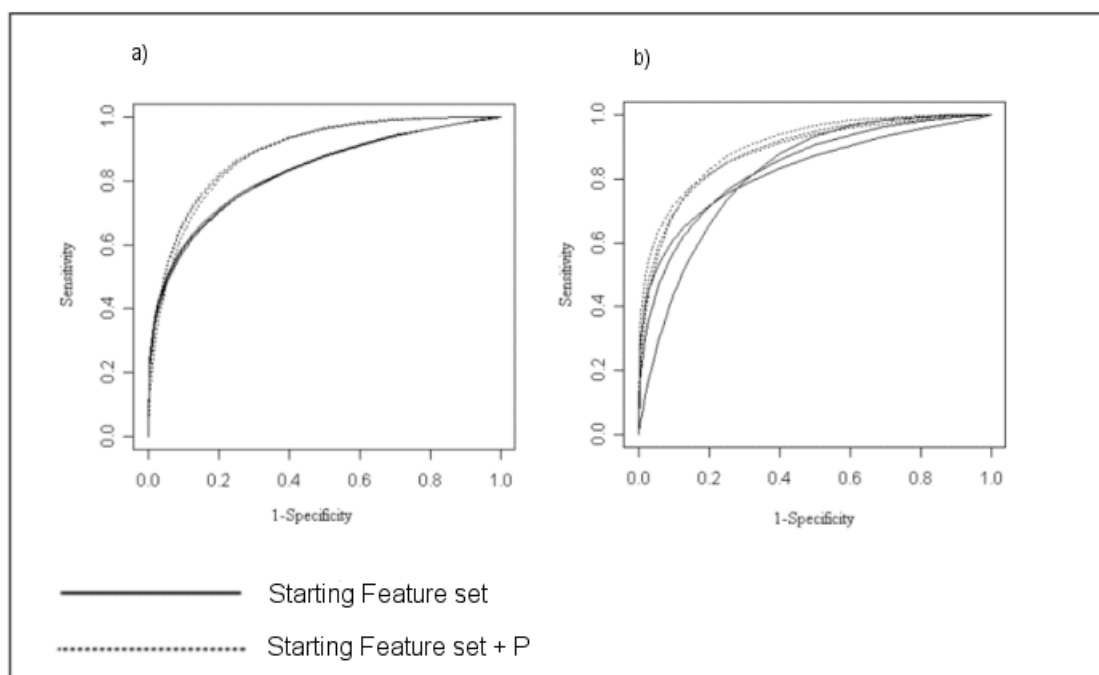 a)
1.0
0.8
0.6
0.4
0.2
0.0
Sensitivity
0.0 0.2 0.4 0.6 0.8 1.0
1-Specificity
b)
1.0
0.8
0.6
0.4
0.2
0.0
Sensitivity
0.0 0.2 0.4 0.6 0.8 1.0
1-Specificity
Starting Feature set
Starting Feature set + P